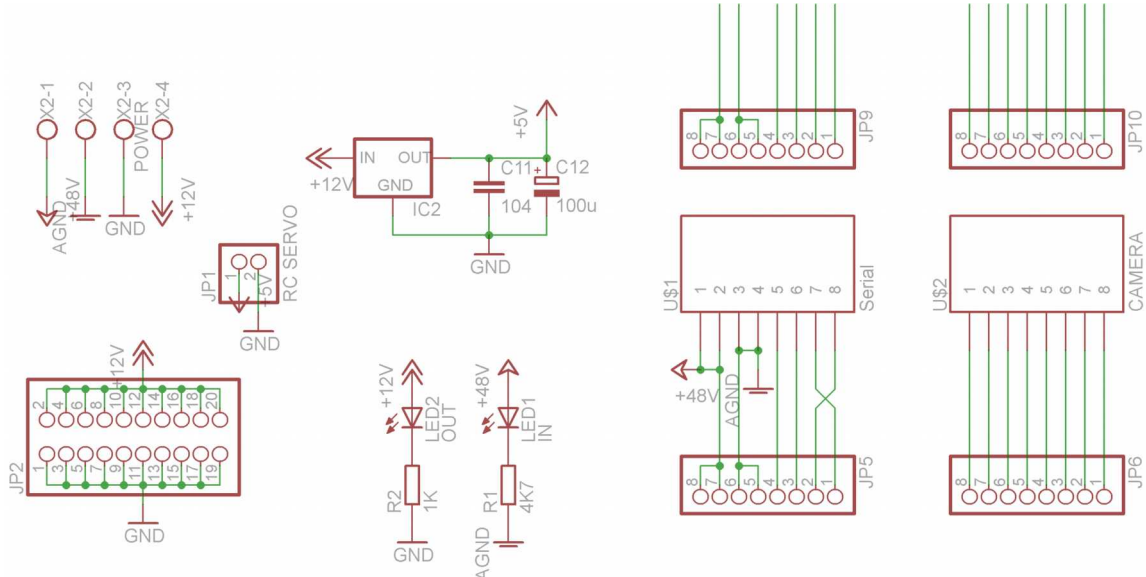 X2-1
X2-2
X2-3
X2-4
POWER
AGND
+48V
GND
+12V
JP1
1
2
+5V
RC SERVO
GND
+12V
IN
OUT
GND
IC2
+5V
C11
104
+
C12
100u
GND
+12V
2
4
6
8
10
12
14
16
18
20
JP2
1
3
5
7
9
11
13
15
17
19
GND
+12V
LED2
OUT
R2
1K
GND
+48V
LED1
IN
R1
4K7
AGND
8
7
6
5
4
3
2
1
JP9
8
7
6
5
4
3
2
1
JP10
U$1
1
2
3
4
5
6
7
8
Serial
+48V
AGND
U$2
1
2
3
4
5
6
7
8
CAMERA
8
7
6
5
4
3
2
1
JP5
8
7
6
5
4
3
2
1
JP6